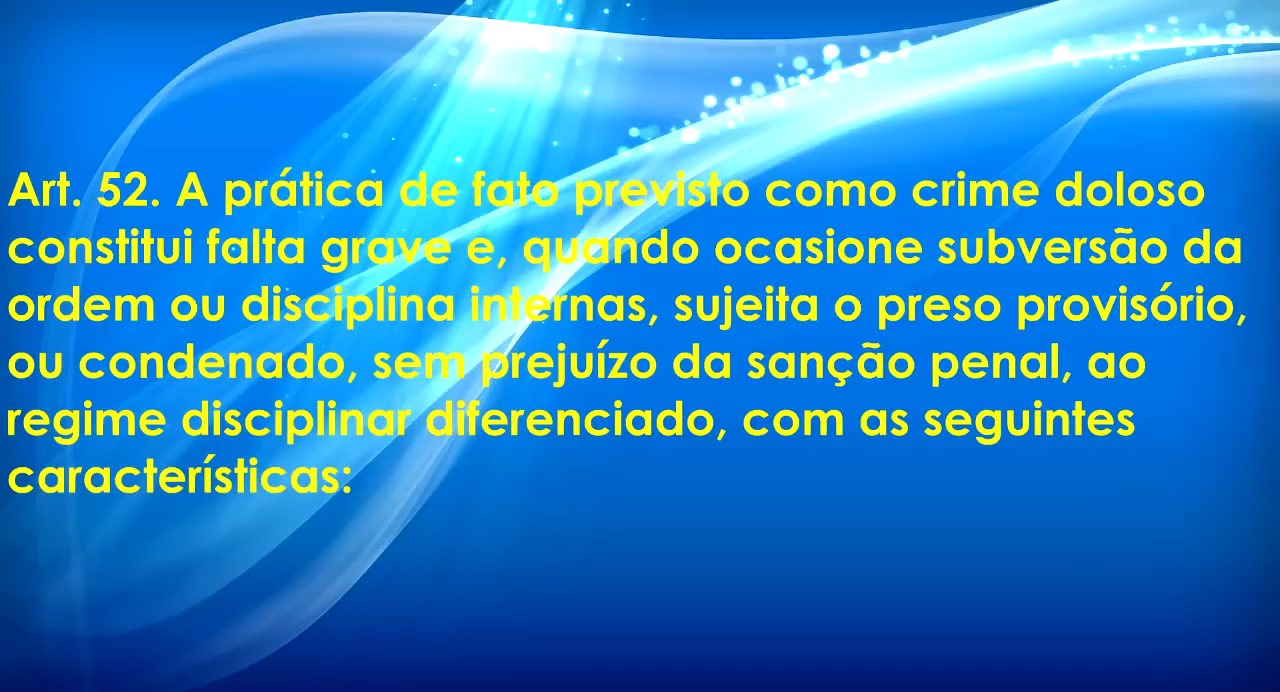 Art. 52. A prática de fato previsto como crime doloso
constitui falta grave e, quando ocasione subversão da
ordem ou disciplina internas, sujeita o preso provisório,
ou condenado, sem prejuízo da sanção penal, ao
regime disciplinar diferenciado, com as seguintes
características: